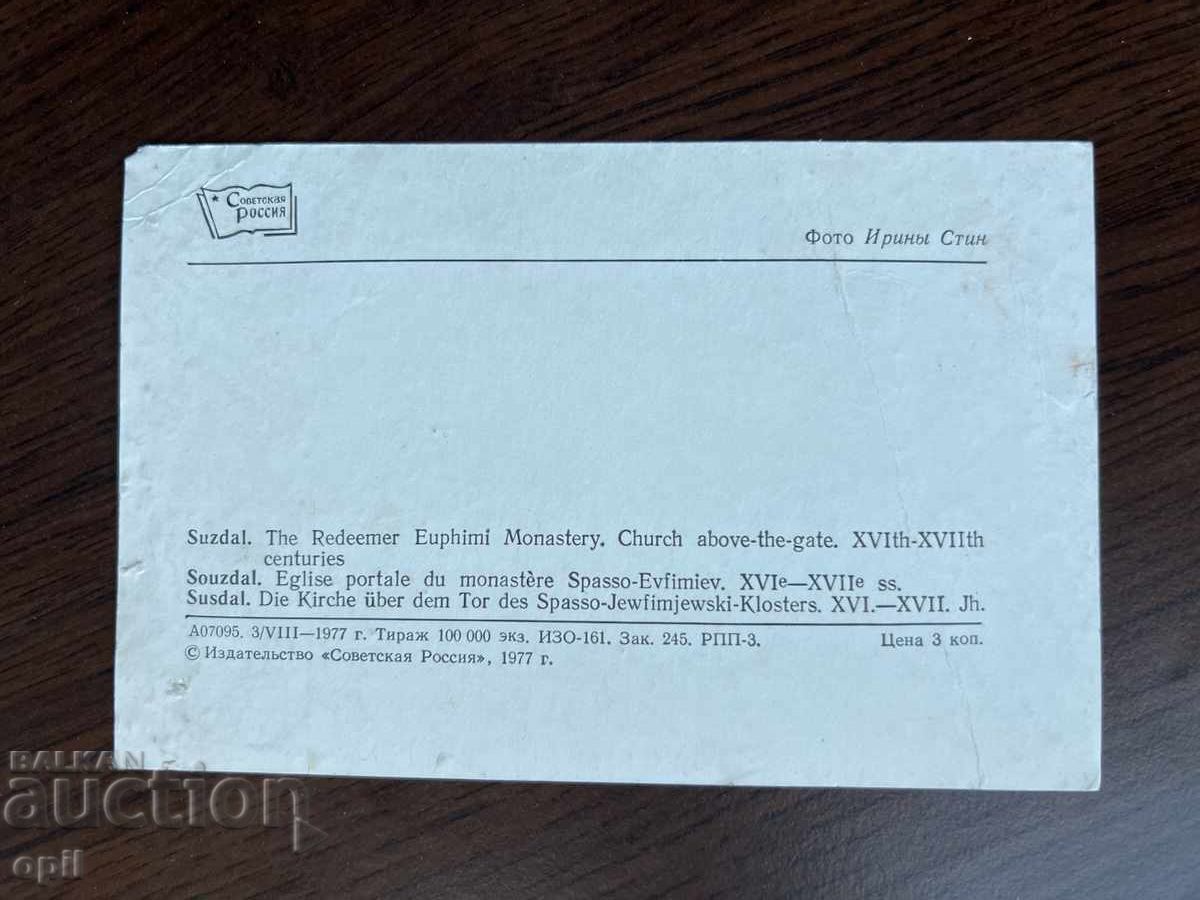 ★ Советская
Россия
Фото Ирины Стин
Suzdal. The Redeemer Euphimi Monastery. Church above-the-gate. XVIth-XVIIth
centuries
Souzdal. Eglise portale du monastère Spasso-Evfimiev. XVIe—XVIIe ss.
Susdal. Die Kirche über dem Tor des Spasso-Jewfimjewski-Klosters. XVI.—XVII. Jh.
А07095. 3/VIII—1977 г. Тираж 100 000 экз. ИЗО-161. Зак. 245. РПП-3. Цена 3 коп.
© Издательство «Советская Россия», 1977 г.
BALKAN
auction
opil